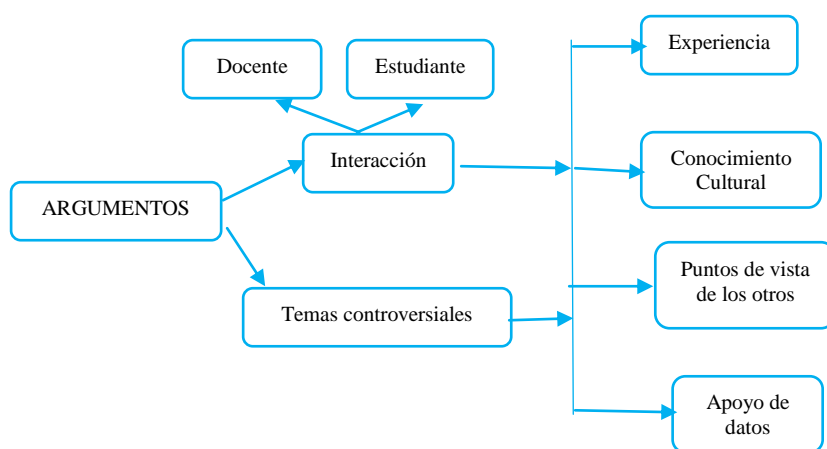 Experiencia
Docente
Estudiante
Interacción
Conocimiento
Cultural
ARGUMENTOS
Puntos de vista
de los otros
Temas controversiales
Apoyo de
datos